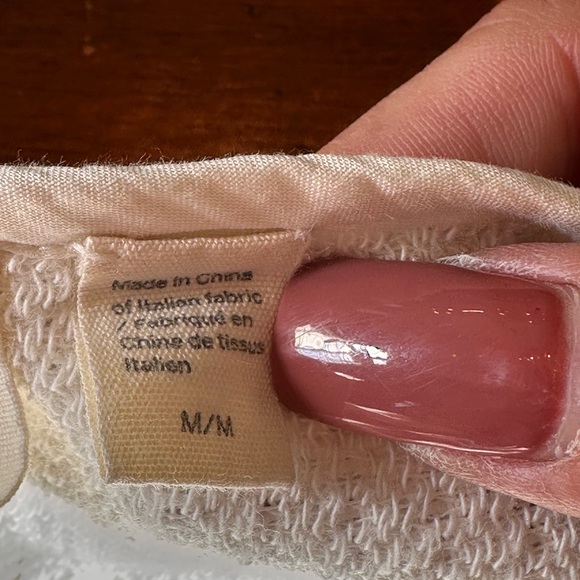 Made in China
of Italian fabric
/ Fabriqué en
Chine de tissus
Italien
M/M